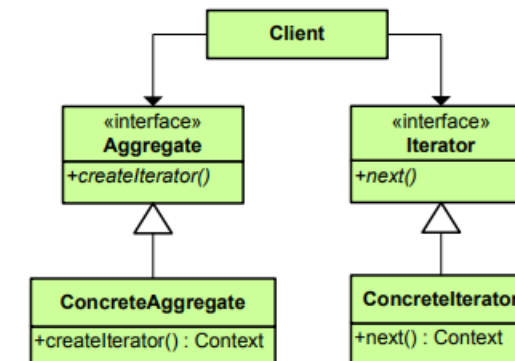 Client
«interface»
Aggregate
+createIterator()
«interface»
Iterator
+next()
ConcreteAggregate
+createIterator() : Context
ConcreteIterator
+next() : Context